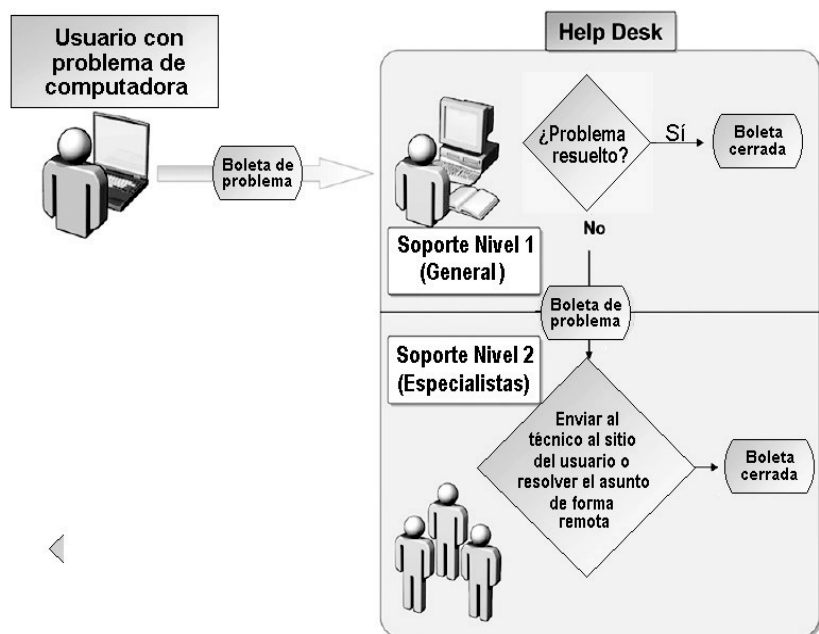 Usuario con
problema de
computadora
Boleta de
problema
Help Desk
¿Problema
resuelto?
Sí
Boleta
cerrada
No
Soporte Nivel 1
(General)
Boleta de
problema
Soporte Nivel 2
(Especialistas)
Enviar al
técnico al sitio
del usuario o
resolver el asunto
de forma
remota
Boleta
cerrada